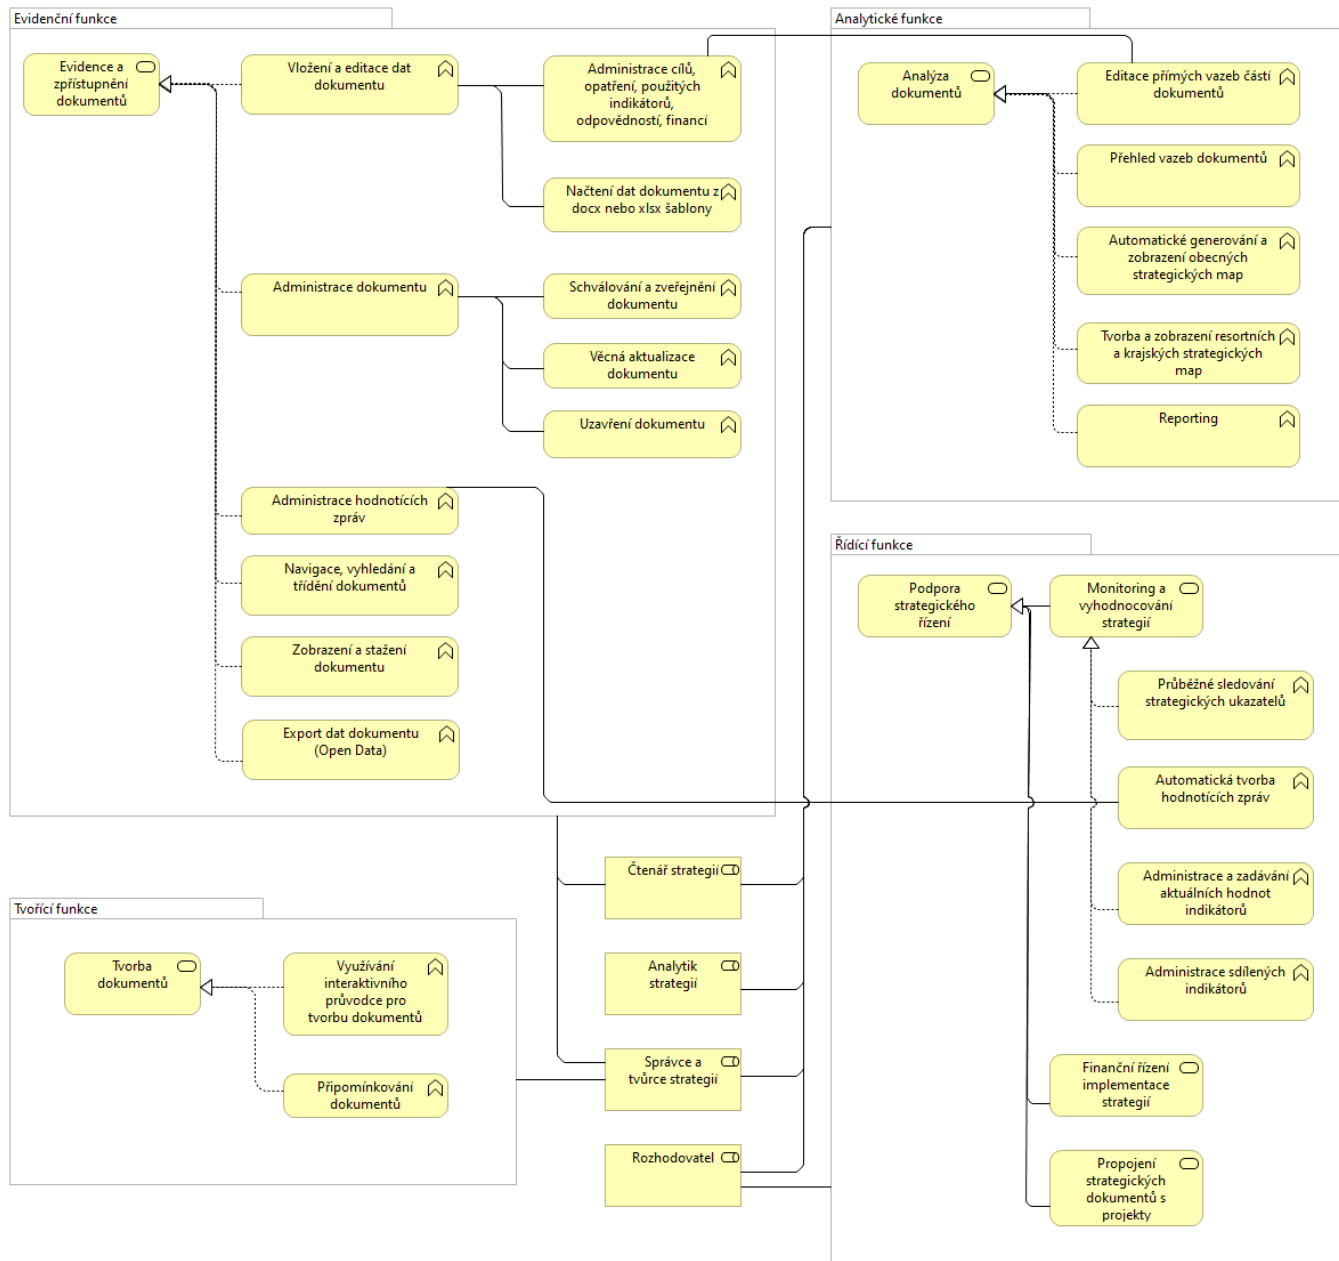 Evidenční funkce
Evidence a
zpřístupnění
dokumentů
Vložení a editace dat
dokumentu
Administrace cílů,
opatření, použitých
indikátorů,
odpovědností, financí
Načtení dat dokumentu z
docx nebo xlsx šablony
Administrace dokumentu
Schválování a zveřejnění
dokumentu
Věcná aktualizace
dokumentu
Uzavření dokumentu
Administrace hodnotících
zpráv
Navigace, vyhledání a
třídění dokumentů
Zobrazení a stažení
dokumentu
Export dat dokumentu
(Open Data)
Analytické funkce
Analýza
dokumentů
Editace přímých vazeb částí
dokumentů
Přehled vazeb dokumentů
Automatické generování a
zobrazení obecných
strategických map
Tvorba a zobrazení resortních
a krajských strategických
map
Reporting
Řídící funkce
Podpora
strategického
řízení
Monitoring a
vyhodnocování
strategií
Průběžné sledování
strategických ukazatelů
Automatická tvorba
hodnotících zpráv
Administrace a zadávání
aktuálních hodnot
indikátorů
Administrace sdílených
indikátorů
Finanční řízení
implementace
strategií
Propojení
strategických
dokumentů s
projekty
Čtenář strategií
Analytik
strategií
Správce a
tvůrce strategií
Rozhodovatel
Tvořící funkce
Tvorba
dokumentů
Využívání
interaktivního
průvodce pro
tvorbu dokumentů
Připomínkování
dokumentů